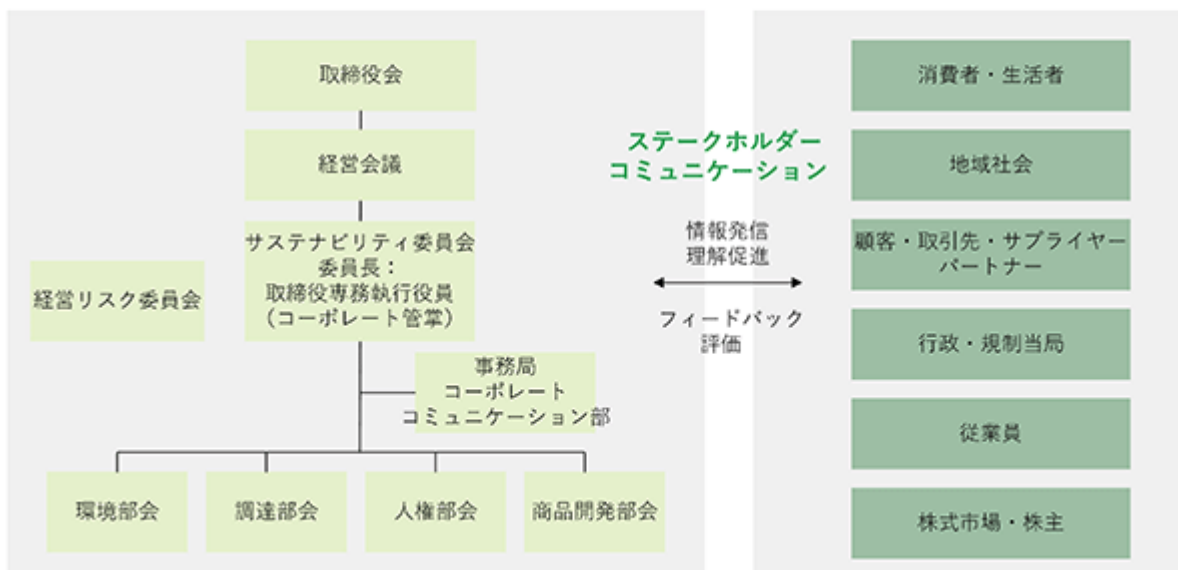 取締役会
経営会議
サステナビリティ委員会
委員長：
取締役専務執行役員
（コーポレート管掌）
経営リスク委員会
事務局
コーポレート
コミュニケーション部
環境部会
調達部会
人権部会
商品開発部会
ステークホルダー
コミュニケーション
情報発信
理解促進
フィードバック
評価
消費者・生活者
地域社会
顧客・取引先・サプライヤー
パートナー
行政・規制当局
従業員
株式市場・株主